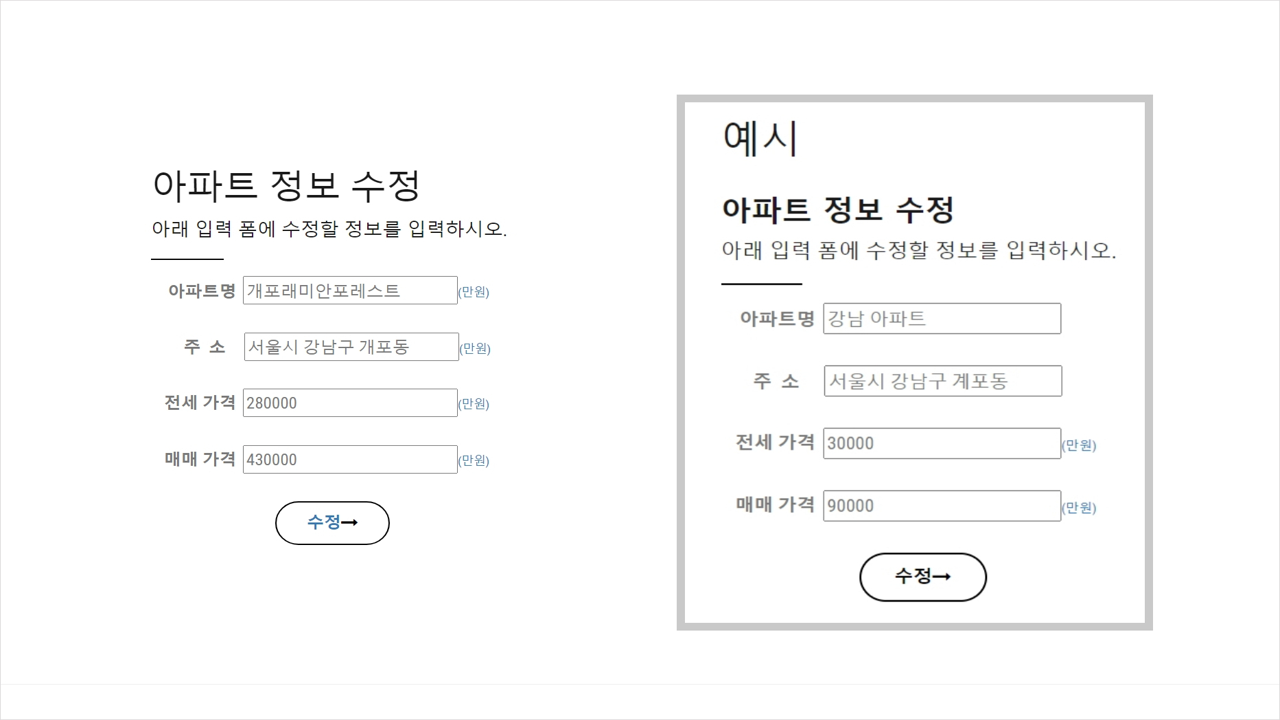 아파트 정보 수정
아래 입력 폼에 수정할 정보를 입력하시오.
아파트명 개포래미안포레스트 (만원)
주 소 서울시 강남구 개포동 (만원)
전세 가격 280000 (만원)
매매 가격 430000 (만원)
수정→
예시
아파트 정보 수정
아래 입력 폼에 수정할 정보를 입력하시오.
아파트명 강남 아파트
주 소 서울시 강남구 계포동
전세 가격 30000 (만원)
매매 가격 90000 (만원)
수정→